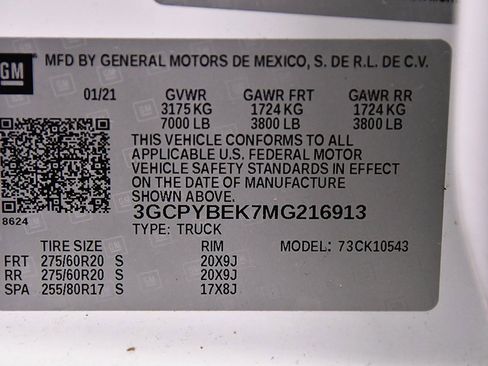 GM
MFD BY GENERAL MOTORS DE MEXICO, S. DE R.L. DE C.V.
01/21 GVWR GAWR FRT GAWR RR
3175 KG 1724 KG 1724 KG
7000 LB 3800 LB 3800 LB
THIS VEHICLE CONFORMS TO ALL
APPLICABLE U.S. FEDERAL MOTOR
VEHICLE SAFETY STANDARDS IN EFFECT
ON THE DATE OF MANUFACTURE
SHOWN ABOVE.
3GCPYBEK7MG216913
8624
TYPE: TRUCK
TIRE SIZE RIM MODEL: 73CK10543
FRT 275/60R20 S 20X9J
RR 275/60R20 S 20X9J
SPA 255/80R17 S 17X8J